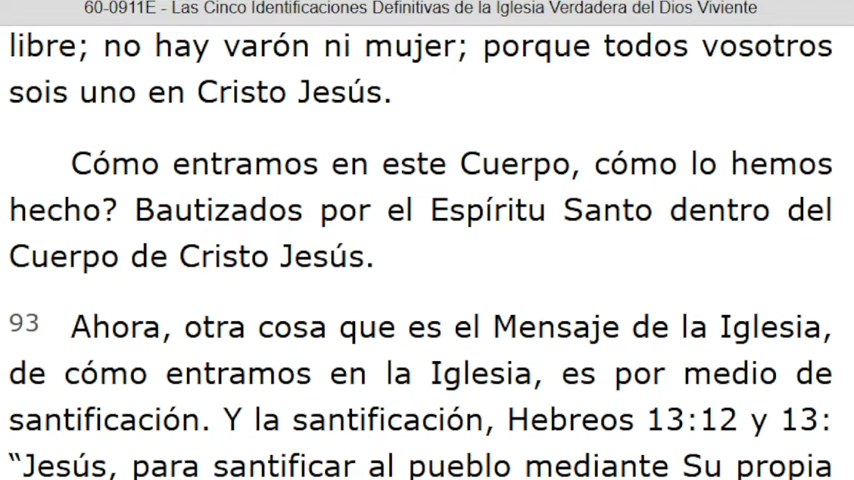 60-0911E - Las Cinco Identificaciones Definitivas de la Iglesia Verdadera del Dios Viviente
libre; no hay varón ni mujer; porque todos vosotros
sois uno en Cristo Jesús.
Cómo entramos en este Cuerpo, cómo lo hemos
hecho? Bautizados por el Espíritu Santo dentro del
Cuerpo de Cristo Jesús.
93 Ahora, otra cosa que es el Mensaje de la Iglesia,
de cómo entramos en la Iglesia, es por medio de
santificación. Y la santificación, Hebreos 13:12 y 13:
“Jesús, para santificar al pueblo mediante Su propia